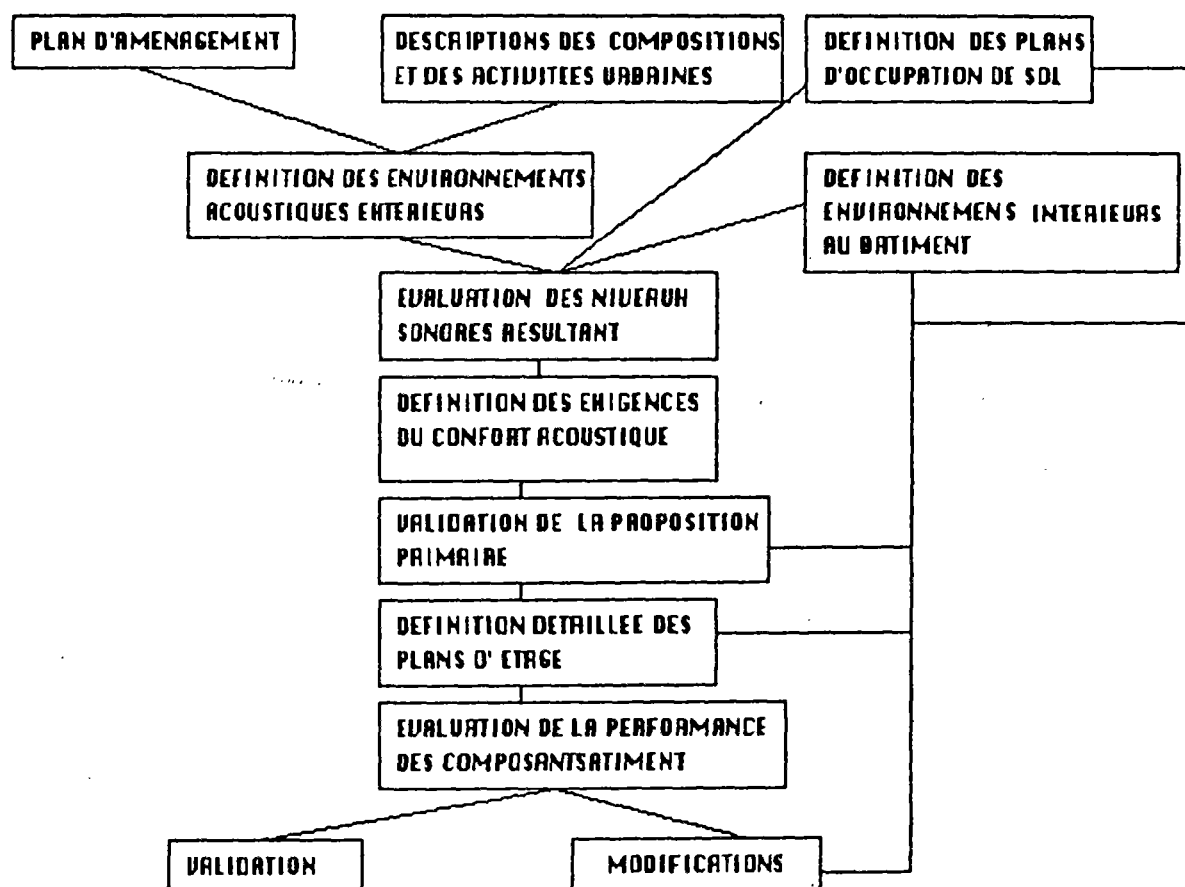 PLAN D'AMENAGEMENT
DESCRIPTIONS DES COMPOSITIONS
ET DES ACTIVITEES URBAINES
DEFINITION DES PLANS
D'OCCUPATION DE SOL
DEFINITION DES ENVIRONNEMENTS
ACOUSTIQUES EXTERIEURS
DEFINITION DES
ENVIRONNEMENS INTERIEURS
AU BATIMENT
EVALUATION DES NIVEAUX
SONORES RESULTANT
DEFINITION DES EXIGENCES
DU CONFORT ACOUSTIQUE
VALIDATION DE LA PROPOSITION
PRIMAIRE
DEFINITION DETAILLEE DES
PLANS D' ETAGE
EVALUATION DE LA PERFORMANCE
DES COMPOSANTSATIMENT
VALIDATION
MODIFICATIONS